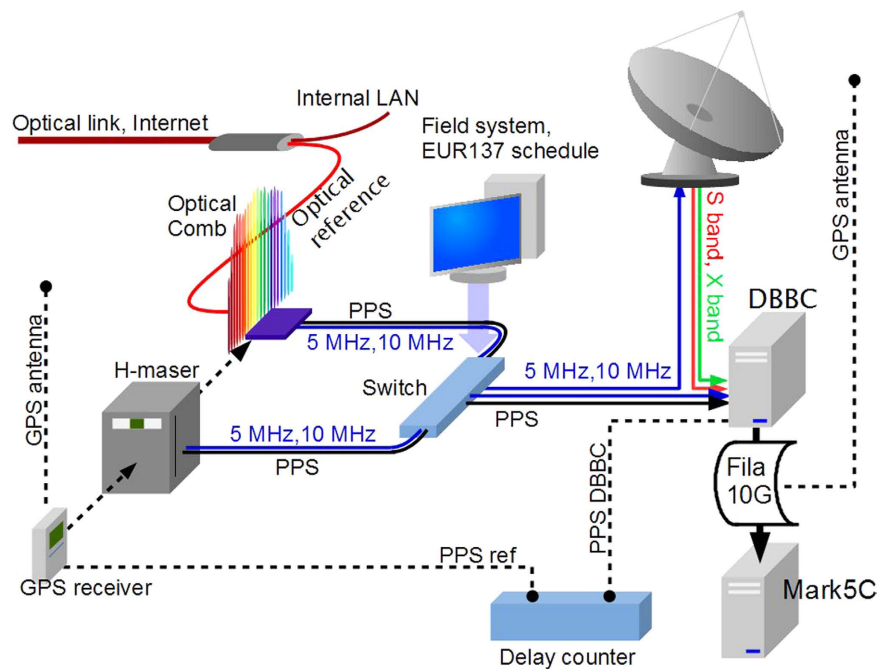 Optical link, Internet
Internal LAN
Field system,
EUR137 schedule
Optical
Comb
Optical
reference
GPS antenna
S band, X band
DBBC
PPS
5 MHz,10 MHz
H-maser
Switch
5 MHz,10 MHz
PPS
GPS antenna
5 MHz,10 MHz
PPS
Fila
10G
PPS DBBC
PPS ref
GPS receiver
Mark5C
Delay counter